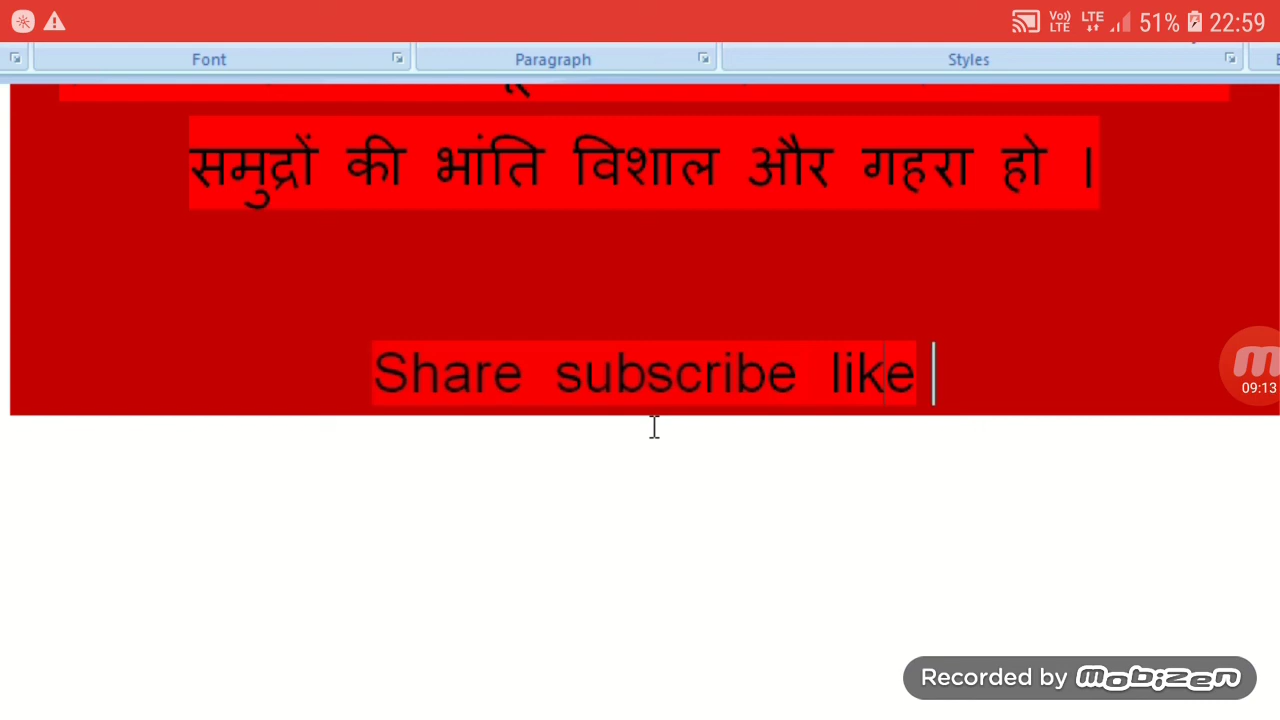 51% 22:59
Font Paragraph Styles
समुद्रों की भांति विशाल और गहरा हो ।
Share subscribe like
09:13
Recorded by mobizen